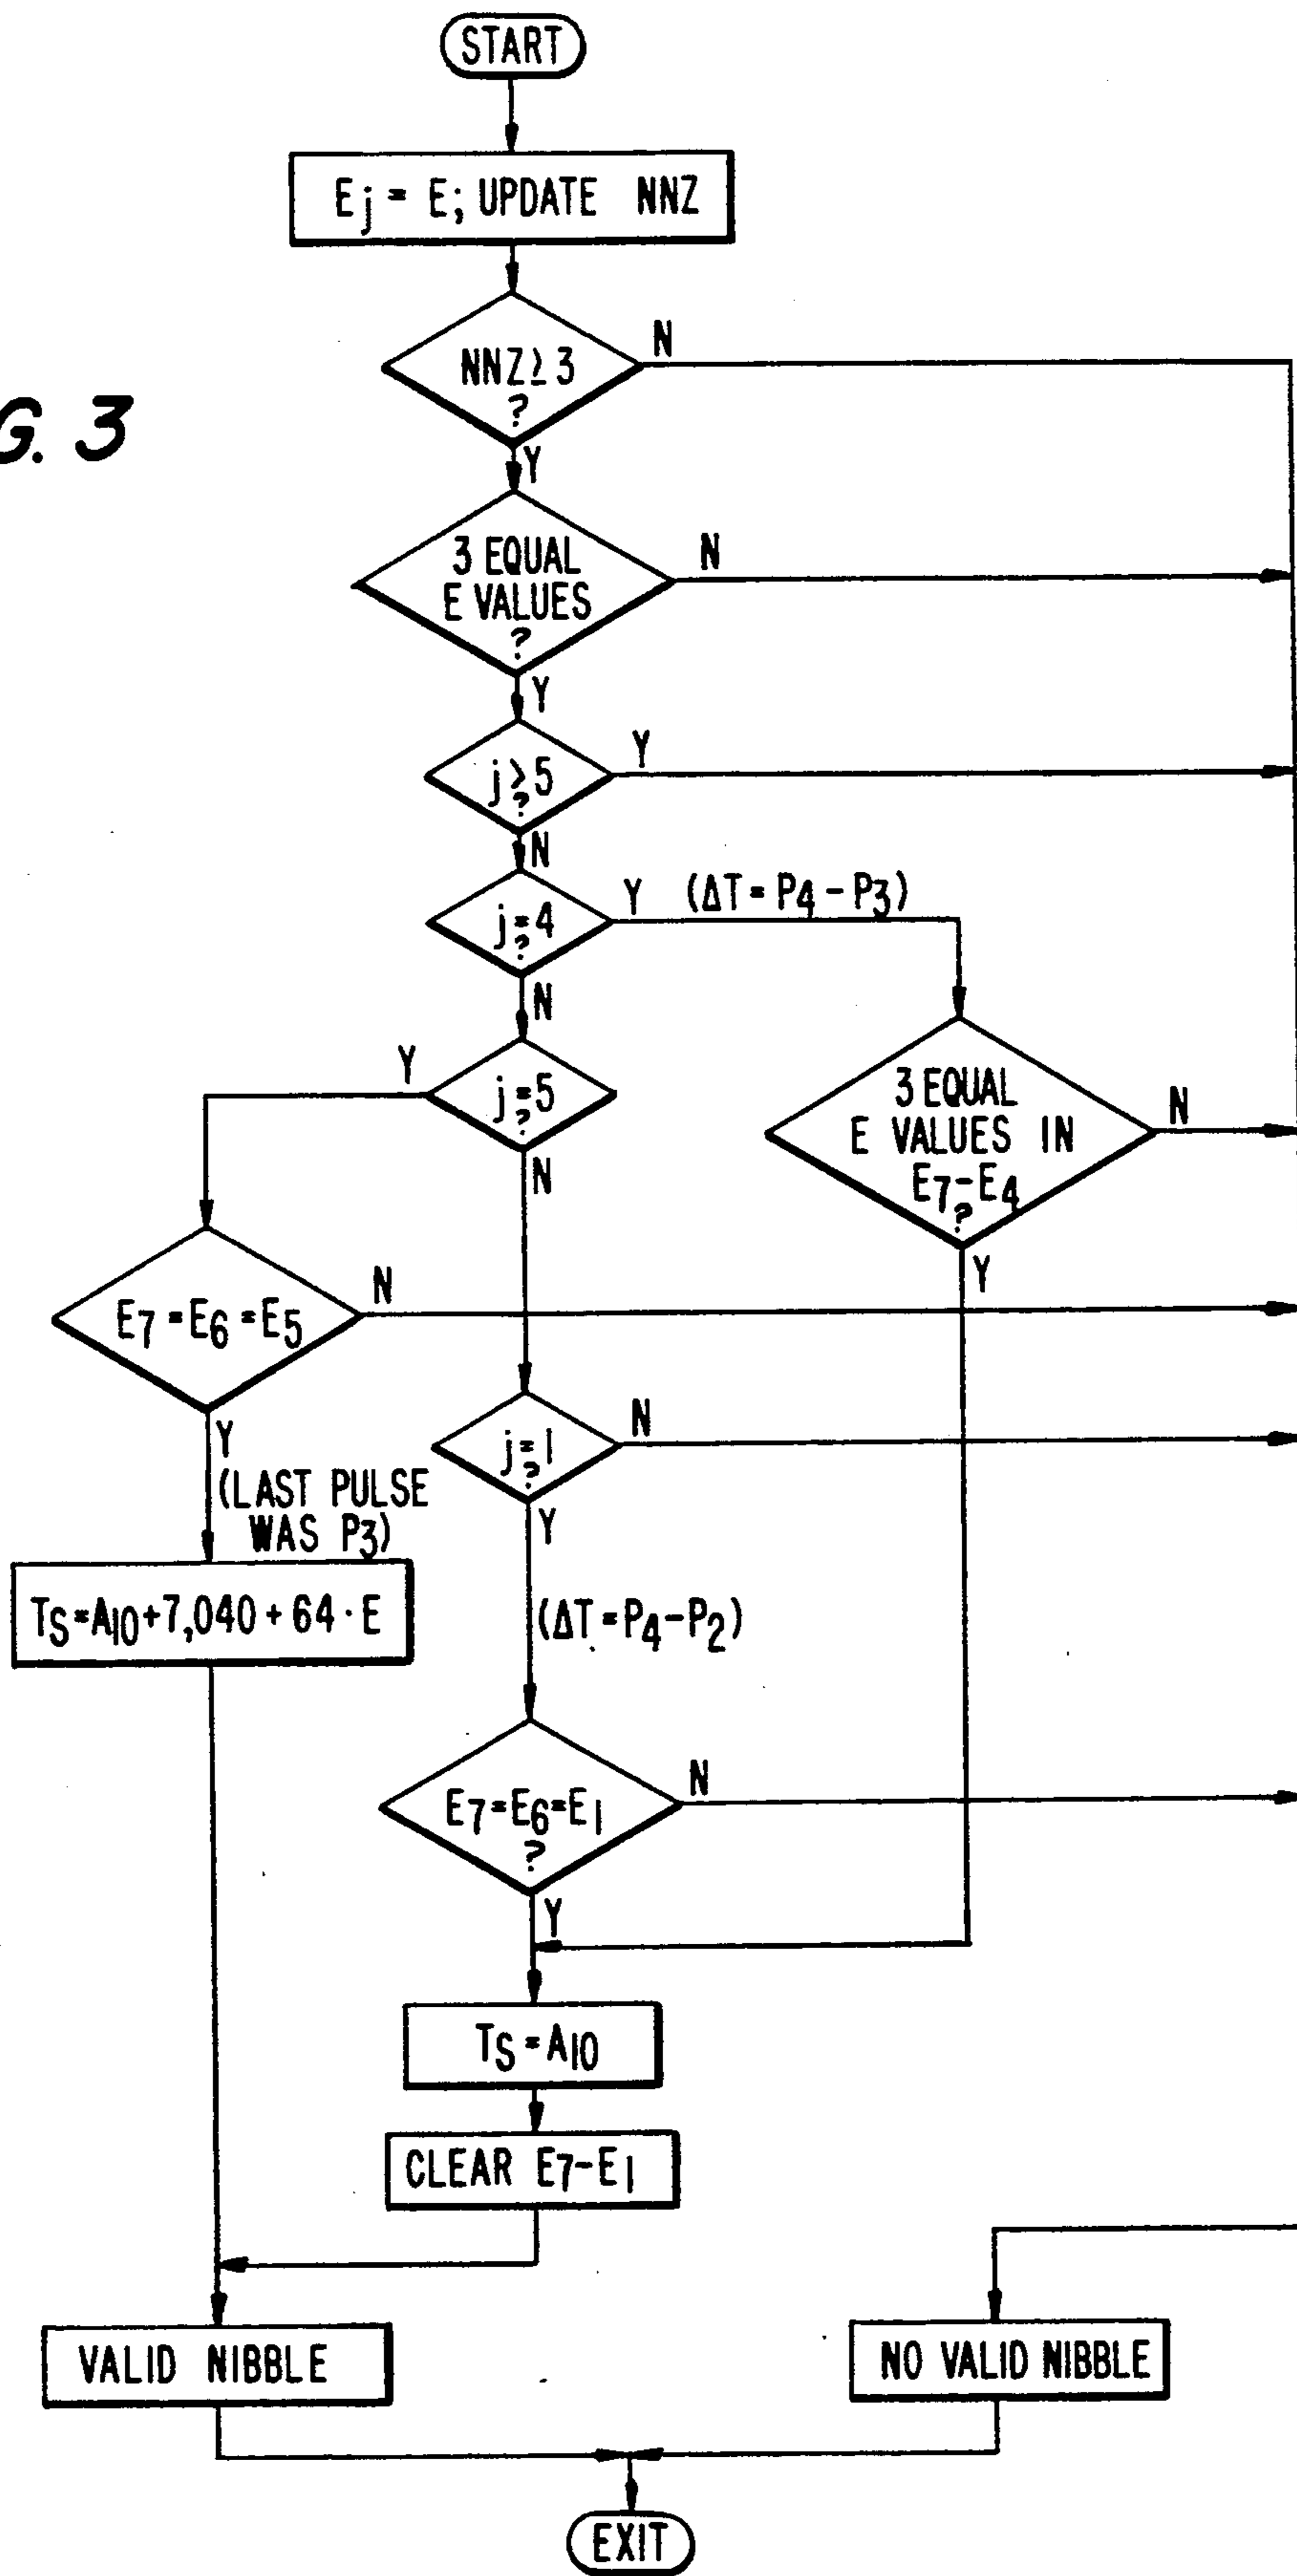 START
Ej = E; UPDATE NNZ
NNZ ≥ 3
?
N
G. 3
Y
3 EQUAL
E VALUES
?
N
Y
j > 5
?
Y
N
j = 4
?
Y (ΔT = P4 - P3)
N
Y
j = 5
?
N
3 EQUAL
E VALUES IN
E7 - E4
?
N
Y
E7 = E6 = E5
N
Y
(LAST PULSE
WAS P3)
j = 1
?
N
Y
TS = A10 + 7,040 + 64 · E
(ΔT = P4 - P2)
E7 = E6 = E1
?
N
Y
TS = A10
CLEAR E7 - E1
VALID NIBBLE
NO VALID NIBBLE
EXIT